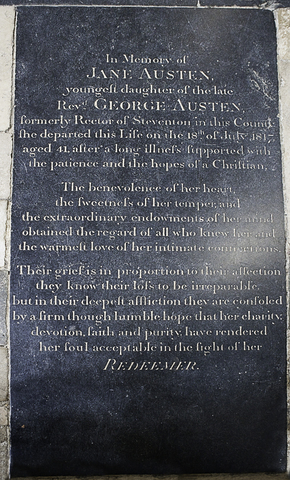 In Memory of
JANE AUSTEN,
youngeſt daughter of the late
Revd GEORGE AUSTEN,
formerly Rector of Steventon in this County
ſhe departed this Life on the 18th of July 1817,
aged 41, after a long illneſs ſupported with
the patience and the hopes of a Chriſtian.
The benevolence of her heart,
the ſweetneſs of her temper, and
the extraordinary endowments of her mind
obtained the regard of all who knew her and
the warmeſt love of her intimate connections.
Their grief is in proportion to their affection
they know their loſs to be irreparable,
but in their deepeſt affliction they are conſoled
by a firm though humble hope that her charity,
devotion, faith and purity, have rendered
her ſoul acceptable in the ſight of her
REDEEMER.